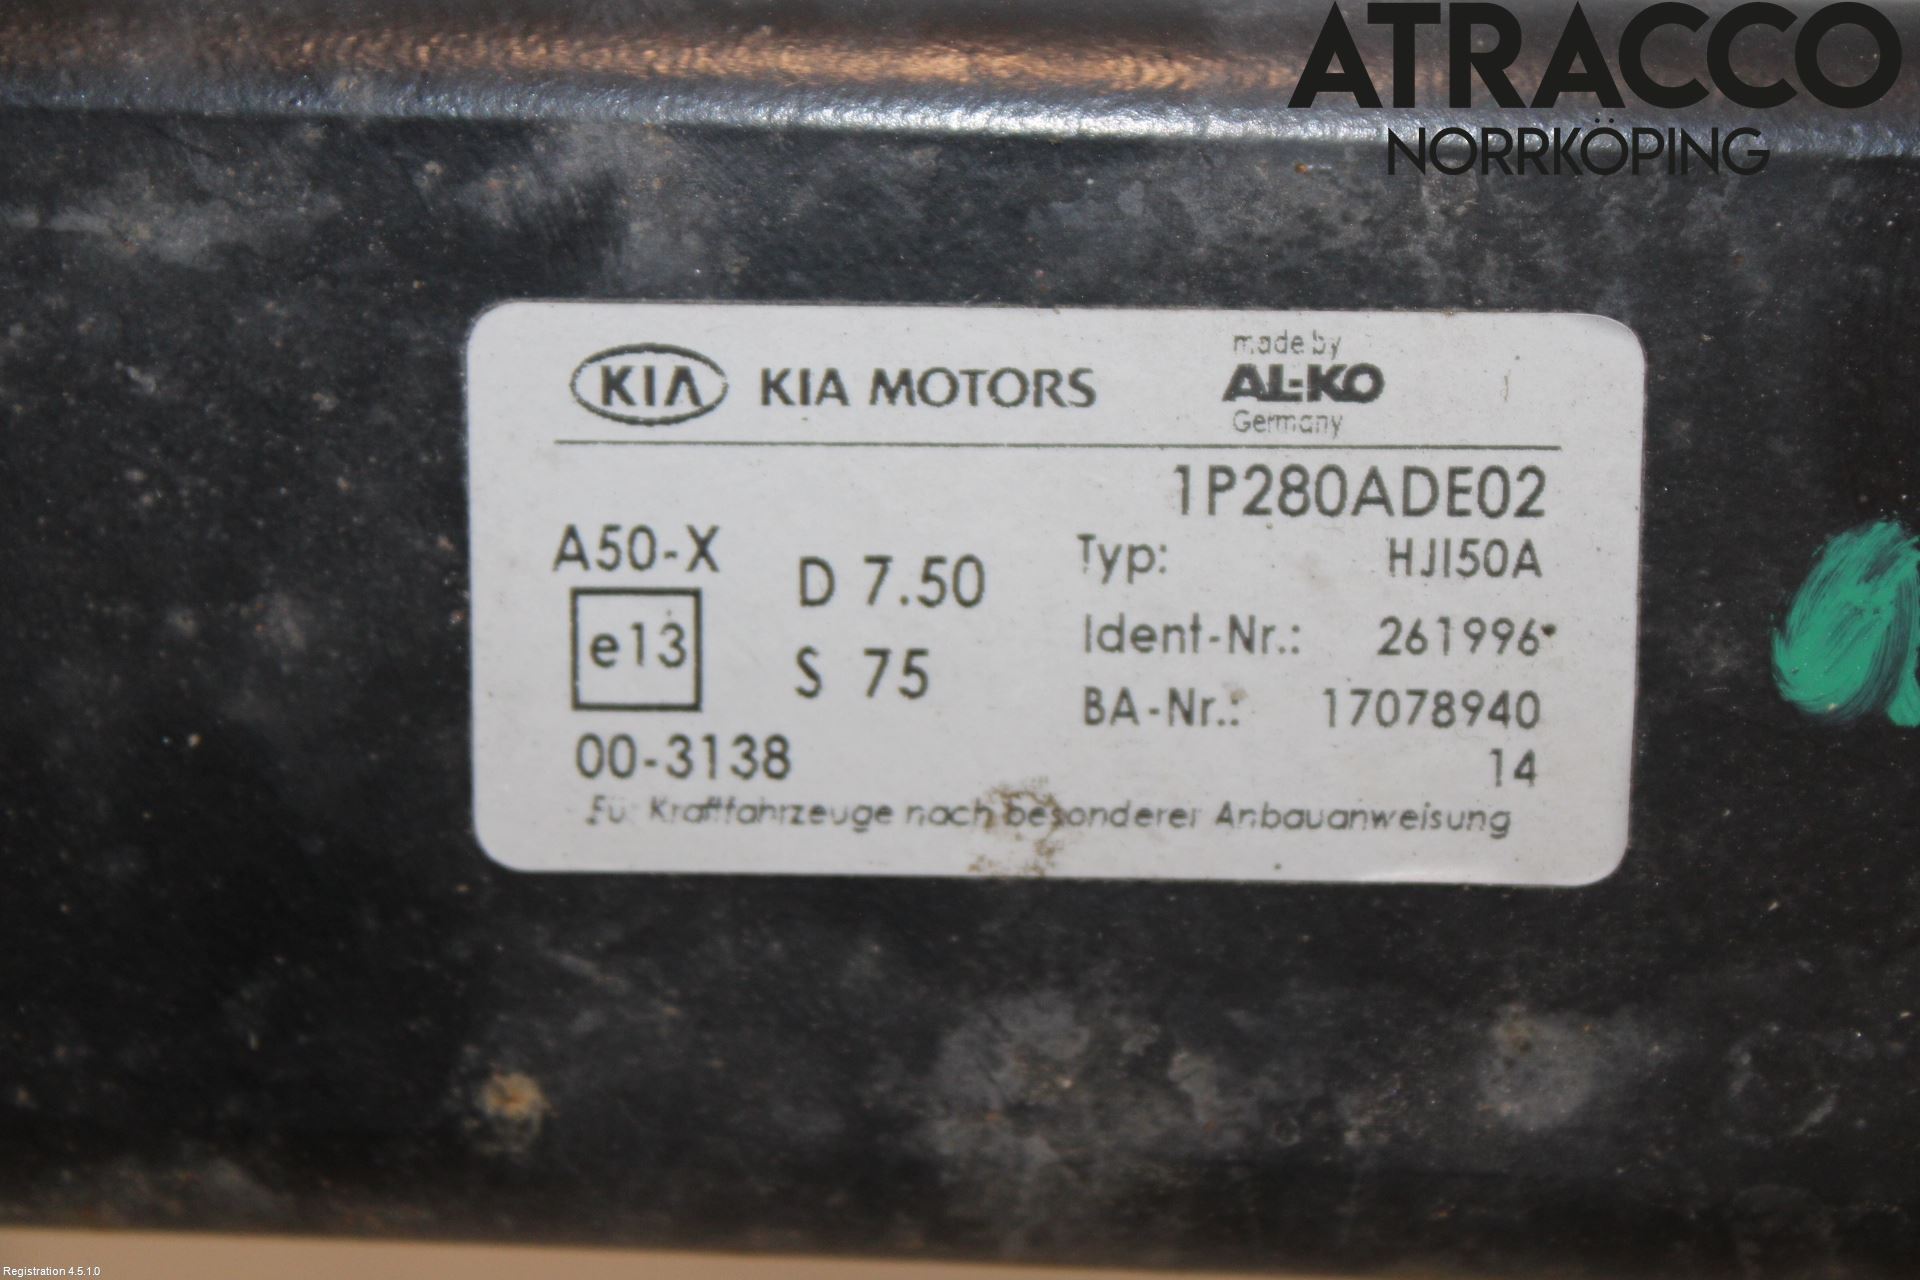 ATRACCO
NORRKÖPING
KIA KIA MOTORS
made by
AL-KO
Germany
1P280ADE02
A50-X
D 7.50
Typ: HJI50A
e13
S 75
Ident-Nr.: 261996
BA-Nr.: 17078940
00-3138
14
Für Kraftfahrzeuge nach besonderer Anbauanweisung
Registration 4.5.1.0